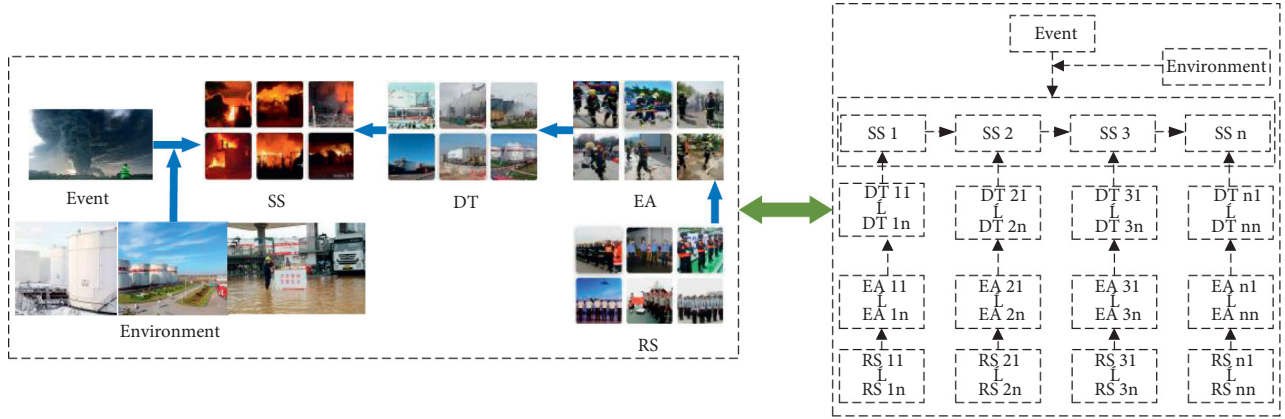 Event
SS
DT
EA
Environment
RS
Event
Environment
SS 1
SS 2
SS 3
SS n
DT 11
Ĺ
DT 1n
DT 21
Ĺ
DT 2n
DT 31
Ĺ
DT 3n
DT n1
Ĺ
DT nn
EA 11
Ĺ
EA 1n
EA 21
Ĺ
EA 2n
EA 31
Ĺ
EA 3n
EA n1
Ĺ
EA nn
RS 11
Ĺ
RS 1n
RS 21
Ĺ
RS 2n
RS 31
Ĺ
RS 3n
RS n1
Ĺ
RS nn